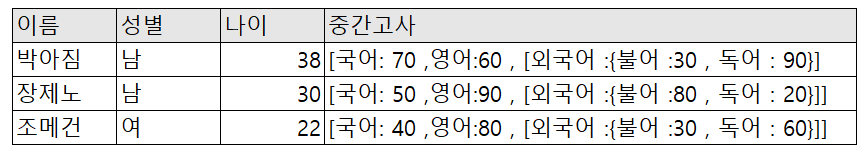 이름 성별 나이 중간고사
박아짐 남 38 [국어: 70 ,영어:60 , [외국어 :{불어 :30 , 독어 : 90}]
장제노 남 30 [국어: 50 ,영어:90 , [외국어 :{불어 :80 , 독어 : 20}]]
조메건 여 22 [국어: 40 ,영어:80 , [외국어 :{불어 :30 , 독어 : 60}]]